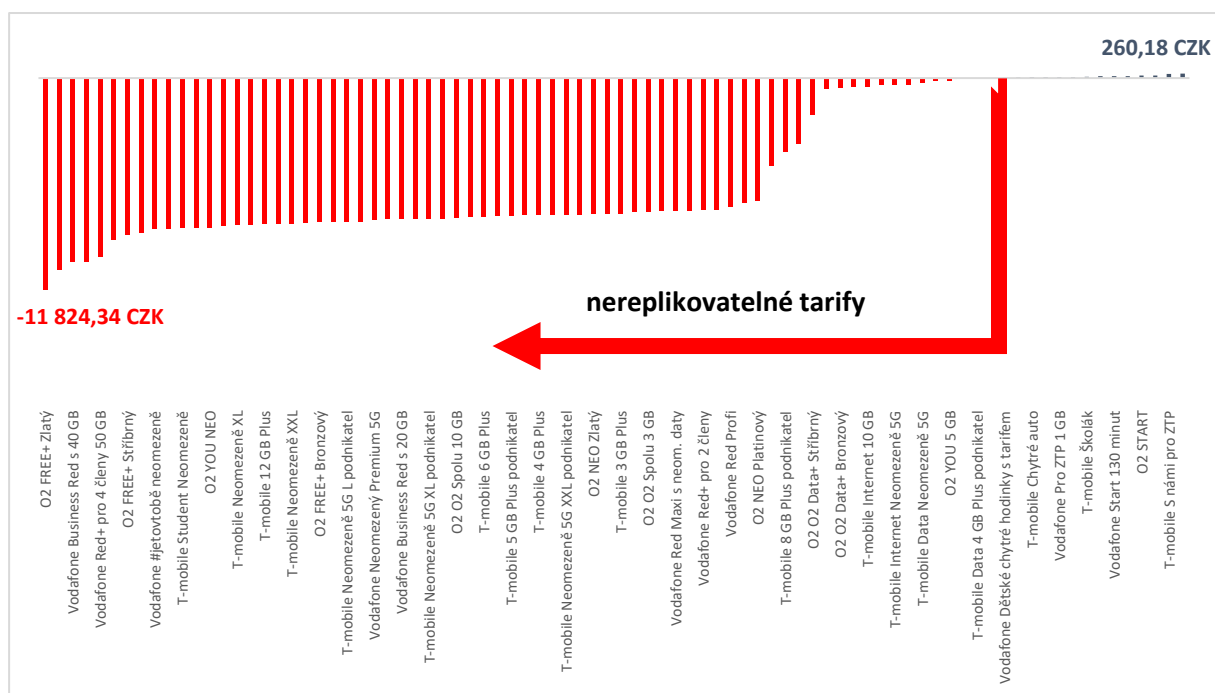 260,18 CZK
nereplikovatelné tarify
-11 824,34 CZK
O2 FREE+ Zlatý
Vodafone Business Red s 40 GB
Vodafone Red+ pro 4 členy 50 GB
O2 FREE+ Stříbrný
Vodafone #jetovtobě neomezeně
T-mobile Student Neomezeně
O2 YOU NEO
T-mobile Neomezeně XL
T-mobile 12 GB Plus
T-mobile Neomezeně XXL
O2 FREE+ Bronzový
T-mobile Neomezeně 5G L podnikatel
Vodafone Neomezený Premium 5G
Vodafone Business Red s 20 GB
T-mobile Neomezeně 5G XL podnikatel
O2 O2 Spolu 10 GB
T-mobile 6 GB Plus
T-mobile 5 GB Plus podnikatel
T-mobile 4 GB Plus
T-mobile Neomezeně 5G XXL podnikatel
O2 NEO Zlatý
T-mobile 3 GB Plus
O2 O2 Spolu 3 GB
Vodafone Red Maxi s neom. daty
Vodafone Red+ pro 2 členy
Vodafone Red Profi
O2 NEO Platinový
T-mobile 8 GB Plus podnikatel
O2 O2 Data+ Stříbrný
O2 O2 Data+ Bronzový
T-mobile Internet 10 GB
T-mobile Internet Neomezeně 5G
T-mobile Data Neomezeně 5G
O2 YOU 5 GB
T-mobile Data 4 GB Plus podnikatel
Vodafone Dětské chytré hodinky s tarifem
T-mobile Chytré auto
Vodafone Pro ZTP 1 GB
T-mobile Školák
Vodafone Start 130 minut
O2 START
T-mobile S námi pro ZTP